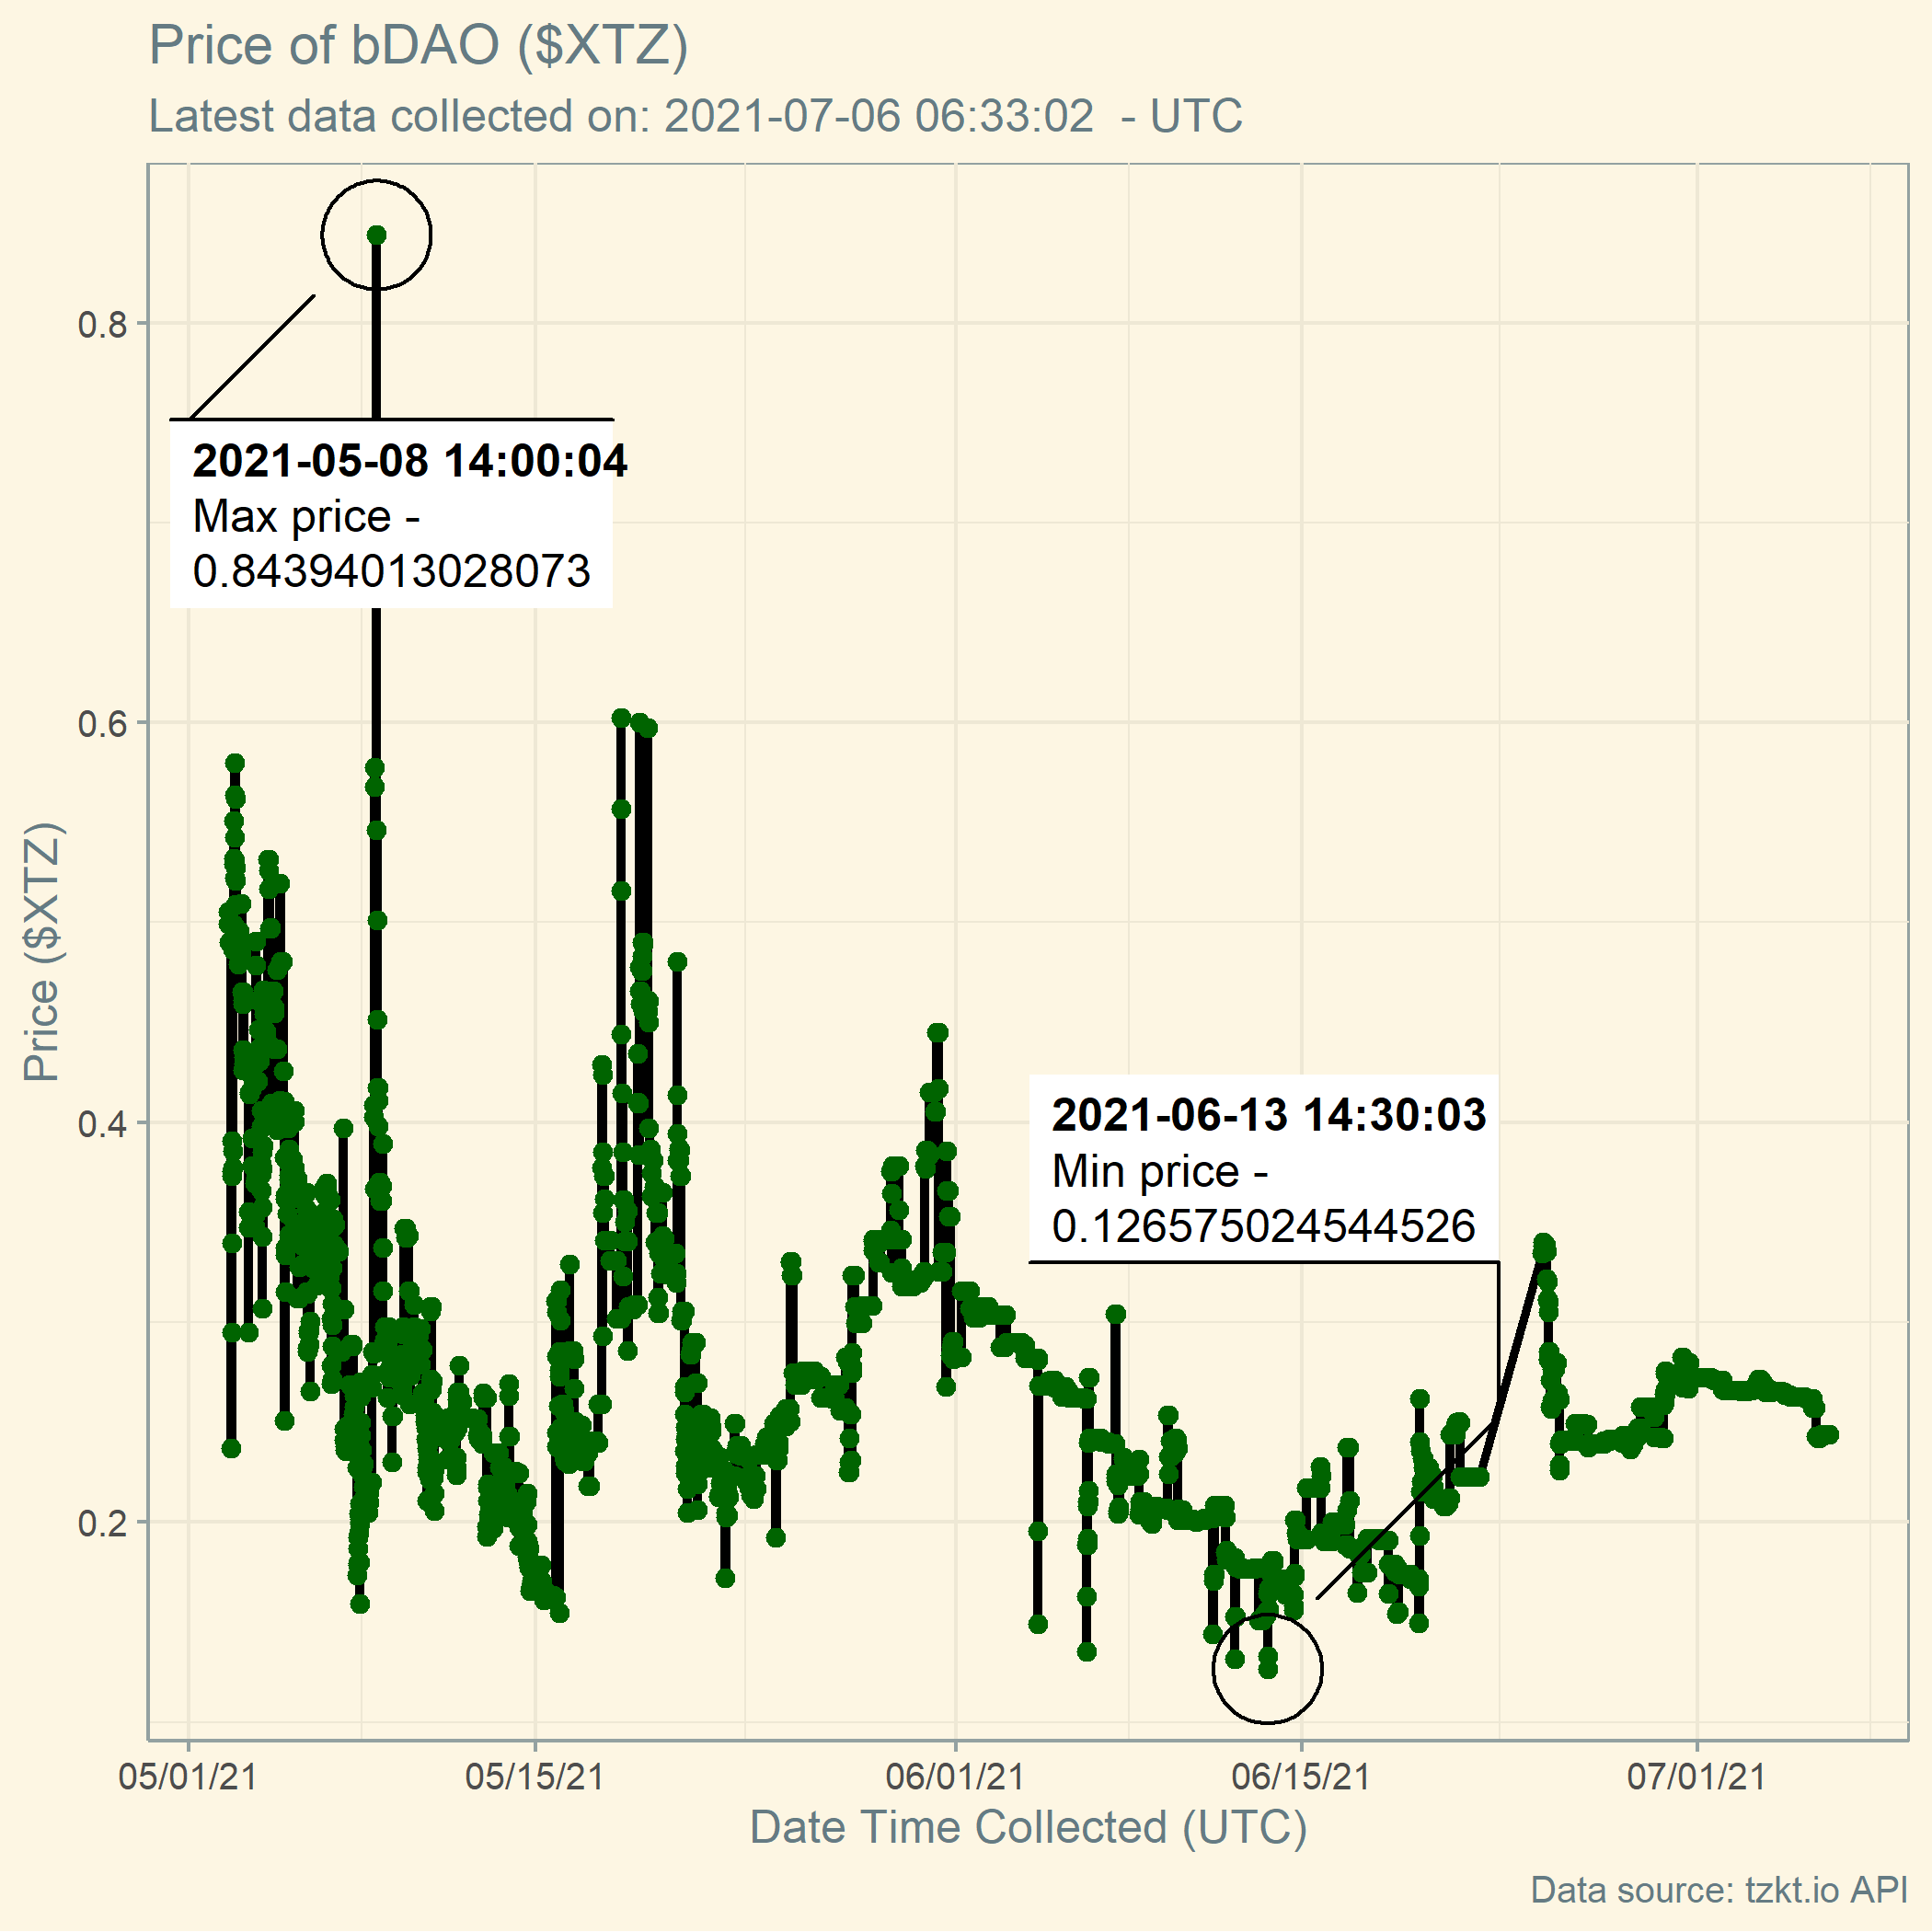 Price of bDAO ($XTZ)
Latest data collected on: 2021-07-06 06:33:02  - UTC
Price ($XTZ)
0.8
0.6
0.4
0.2
2021-05-08 14:00:04
Max price -
0.84394013028073
2021-06-13 14:30:03
Min price -
0.126575024544526
05/01/21
05/15/21
06/01/21
06/15/21
07/01/21
Date Time Collected (UTC)
Data source: tzkt.io API